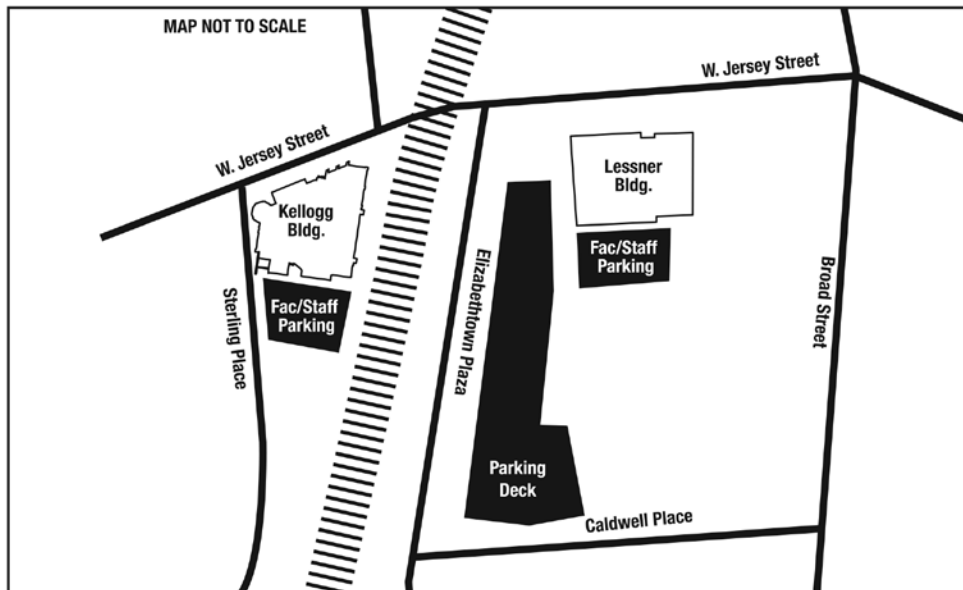 MAP NOT TO SCALE
W. Jersey Street
W. Jersey Street
Lessner
Bldg.
Kellogg
Bldg.
Fac/Staff
Parking
Elizabethtown Plaza
Broad Street
Sterling Place
Fac/Staff
Parking
Parking
Deck
Caldwell Place